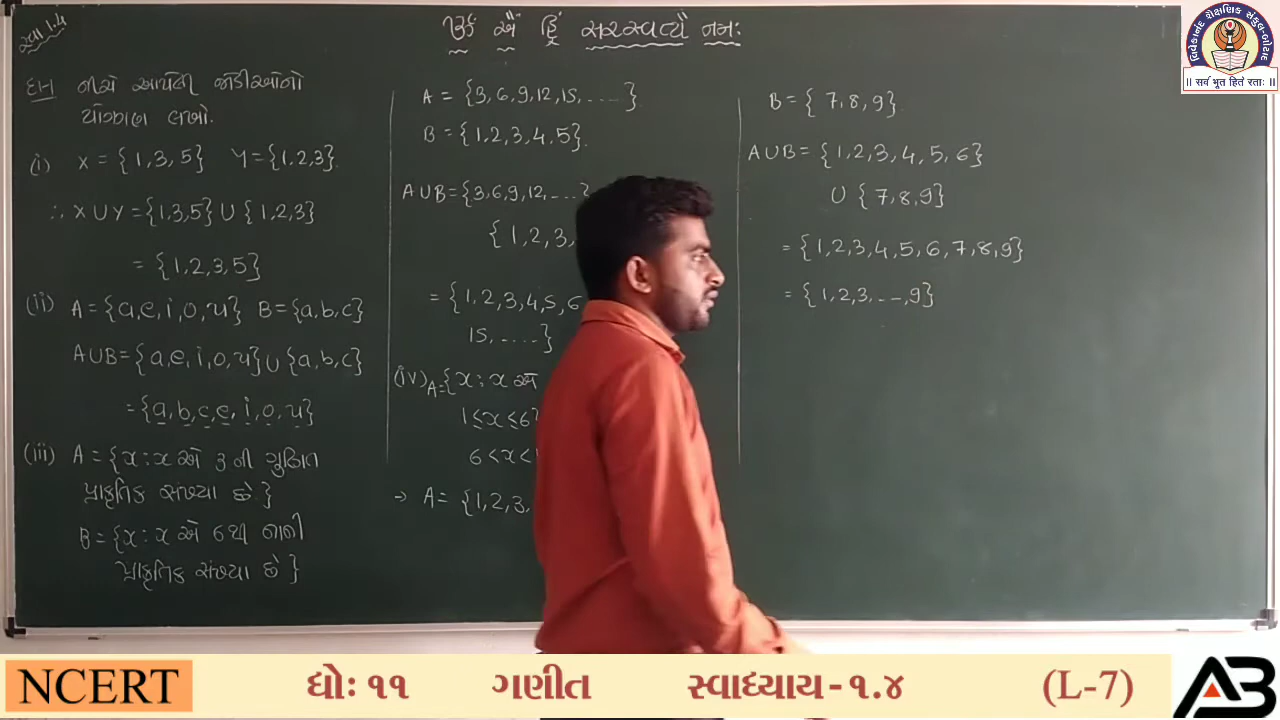 સ્વા 1.4
ૐ ઐં હ્રિં સરસ્વત્યૈ નમઃ
દા.1 નીચે આપેલી જોડીઓનો
યોગગણ લખો.
(i) X = {1,3,5} Y={1,2,3}.
∴ X∪Y={1,3,5}∪{1,2,3}
= {1,2,3,5}
(ii) A={a,e,i,o,u} B={a,b,c}
A∪B={a,e,i,o,u}∪{a,b,c}
={a,b,c,e,i,o,u}
(iii) A={x:x એ 3 ની ગુણિત
પ્રાકૃતિક સંખ્યા છે}
B={x:x એ 6થી નાની
પ્રાકૃતિક સંખ્યા છે}
A = {3,6,9,12,15,.....}
B={1,2,3,4,5}.
A∪B={3,6,9,12,....}
{1,2,3,
={1,2,3,4,5,6
15,.....}
(iv) A={x:x એ
1≤x≤6
6<x<
→ A= {1,2,3,
B={7,8,9}.
A∪B={1,2,3,4,5,6}
∪ {7,8,9}
={1,2,3,4,5,6,7,8,9}
={1,2,3,...,9}
વિવેકાનંદ શૈક્ષણિક સંકુલ-બોટાદ
॥ सर्व भूत हिते रताः ॥
NCERT ધોઃ ૧૧ ગણીત સ્વાધ્યાય-૧.૪ (L-7)
AB